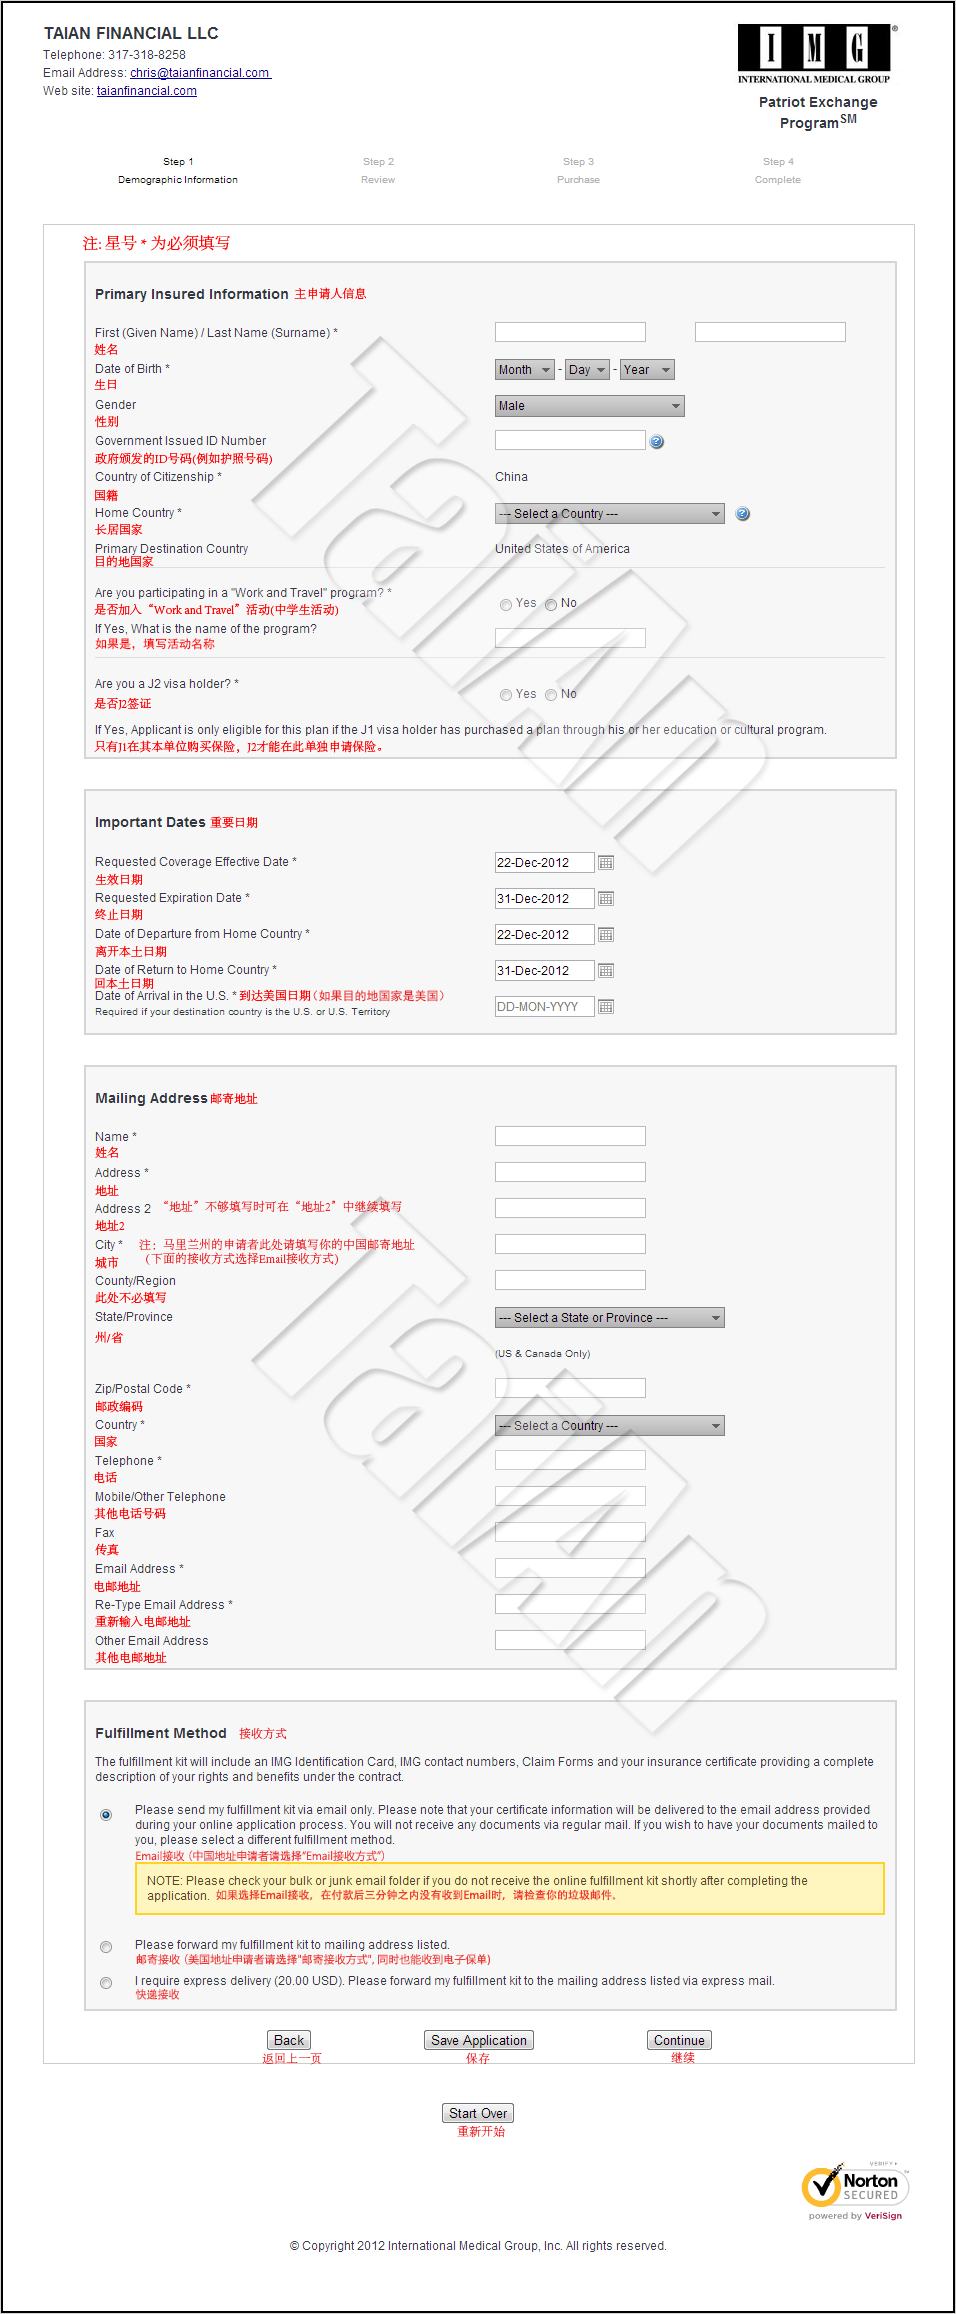 TAIAN FINANCIAL LLC
Telephone: 317-318-8258
Email Address: chris@taianfinancial.com
Web site: taianfinancial.com
IMG®
INTERNATIONAL MEDICAL GROUP
Patriot Exchange
Program SM
Step 1 Step 2 Step 3 Step 4
Demographic Information Review Purchase Complete
注: 星号 * 为必须填写
Primary Insured Information 主申请人信息
First (Given Name) / Last Name (Surname) *
姓名
Date of Birth * Month - Day - Year
生日
Gender Male
性别
Government Issued ID Number
政府颁发的ID号码(例如护照号码)
Country of Citizenship * China
国籍
Home Country * --- Select a Country ---
长居国家
Primary Destination Country United States of America
目的地国家
Are you participating in a "Work and Travel" program? * Yes No
是否加入“Work and Travel”活动(中学生活动)
If Yes, What is the name of the program?
如果是，填写活动名称
Are you a J2 visa holder? * Yes No
是否J2签证
If Yes, Applicant is only eligible for this plan if the J1 visa holder has purchased a plan through his or her education or cultural program.
只有J1在其本单位购买保险，J2才能在此单独申请保险。
Important Dates 重要日期
Requested Coverage Effective Date * 22-Dec-2012
生效日期
Requested Expiration Date * 31-Dec-2012
终止日期
Date of Departure from Home Country * 22-Dec-2012
离开本土日期
Date of Return to Home Country * 31-Dec-2012
回本土日期
Date of Arrival in the U.S. * 到达美国日期（如果目的地国家是美国） DD-MON-YYYY
Required if your destination country is the U.S. or U.S. Territory
Mailing Address 邮寄地址
Name *
姓名
Address *
地址
Address 2 “地址”不够填写时可在“地址2”中继续填写
地址2
City * 注：马里兰州的申请者此处请填写你的中国邮寄地址
城市 （下面的接收方式选择Email接收方式）
County/Region
此处不必填写
State/Province --- Select a State or Province ---
州/省
(US & Canada Only)
Zip/Postal Code *
邮政编码
Country * --- Select a Country ---
国家
Telephone *
电话
Mobile/Other Telephone
其他电话号码
Fax
传真
Email Address *
电邮地址
Re-Type Email Address *
重新输入电邮地址
Other Email Address
其他电邮地址
TaiAn
TaiAn
Fulfillment Method 接收方式
The fulfillment kit will include an IMG Identification Card, IMG contact numbers, Claim Forms and your insurance certificate providing a complete
description of your rights and benefits under the contract.
Please send my fulfillment kit via email only. Please note that your certificate information will be delivered to the email address provided
during your online application process. You will not receive any documents via regular mail. If you wish to have your documents mailed to
you, please select a different fulfillment method.
Email接收（中国地址申请者请选择“Email接收方式”）
NOTE: Please check your bulk or junk email folder if you do not receive the online fulfillment kit shortly after completing the
application. 如果选择Email接收，在付款后三分钟之内没有收到Email时，请检查你的垃圾邮件。
Please forward my fulfillment kit to mailing address listed.
邮寄接收（美国地址申请者请选择"邮寄接收方式", 同时也能收到电子保单)
I require express delivery (20.00 USD). Please forward my fulfillment kit to the mailing address listed via express mail.
快递接收
Back Save Application Continue
返回上一页 保存 继续
Start Over
重新开始
VERIFY
Norton
SECURED
powered by VeriSign
© Copyright 2012 International Medical Group, Inc. All rights reserved.